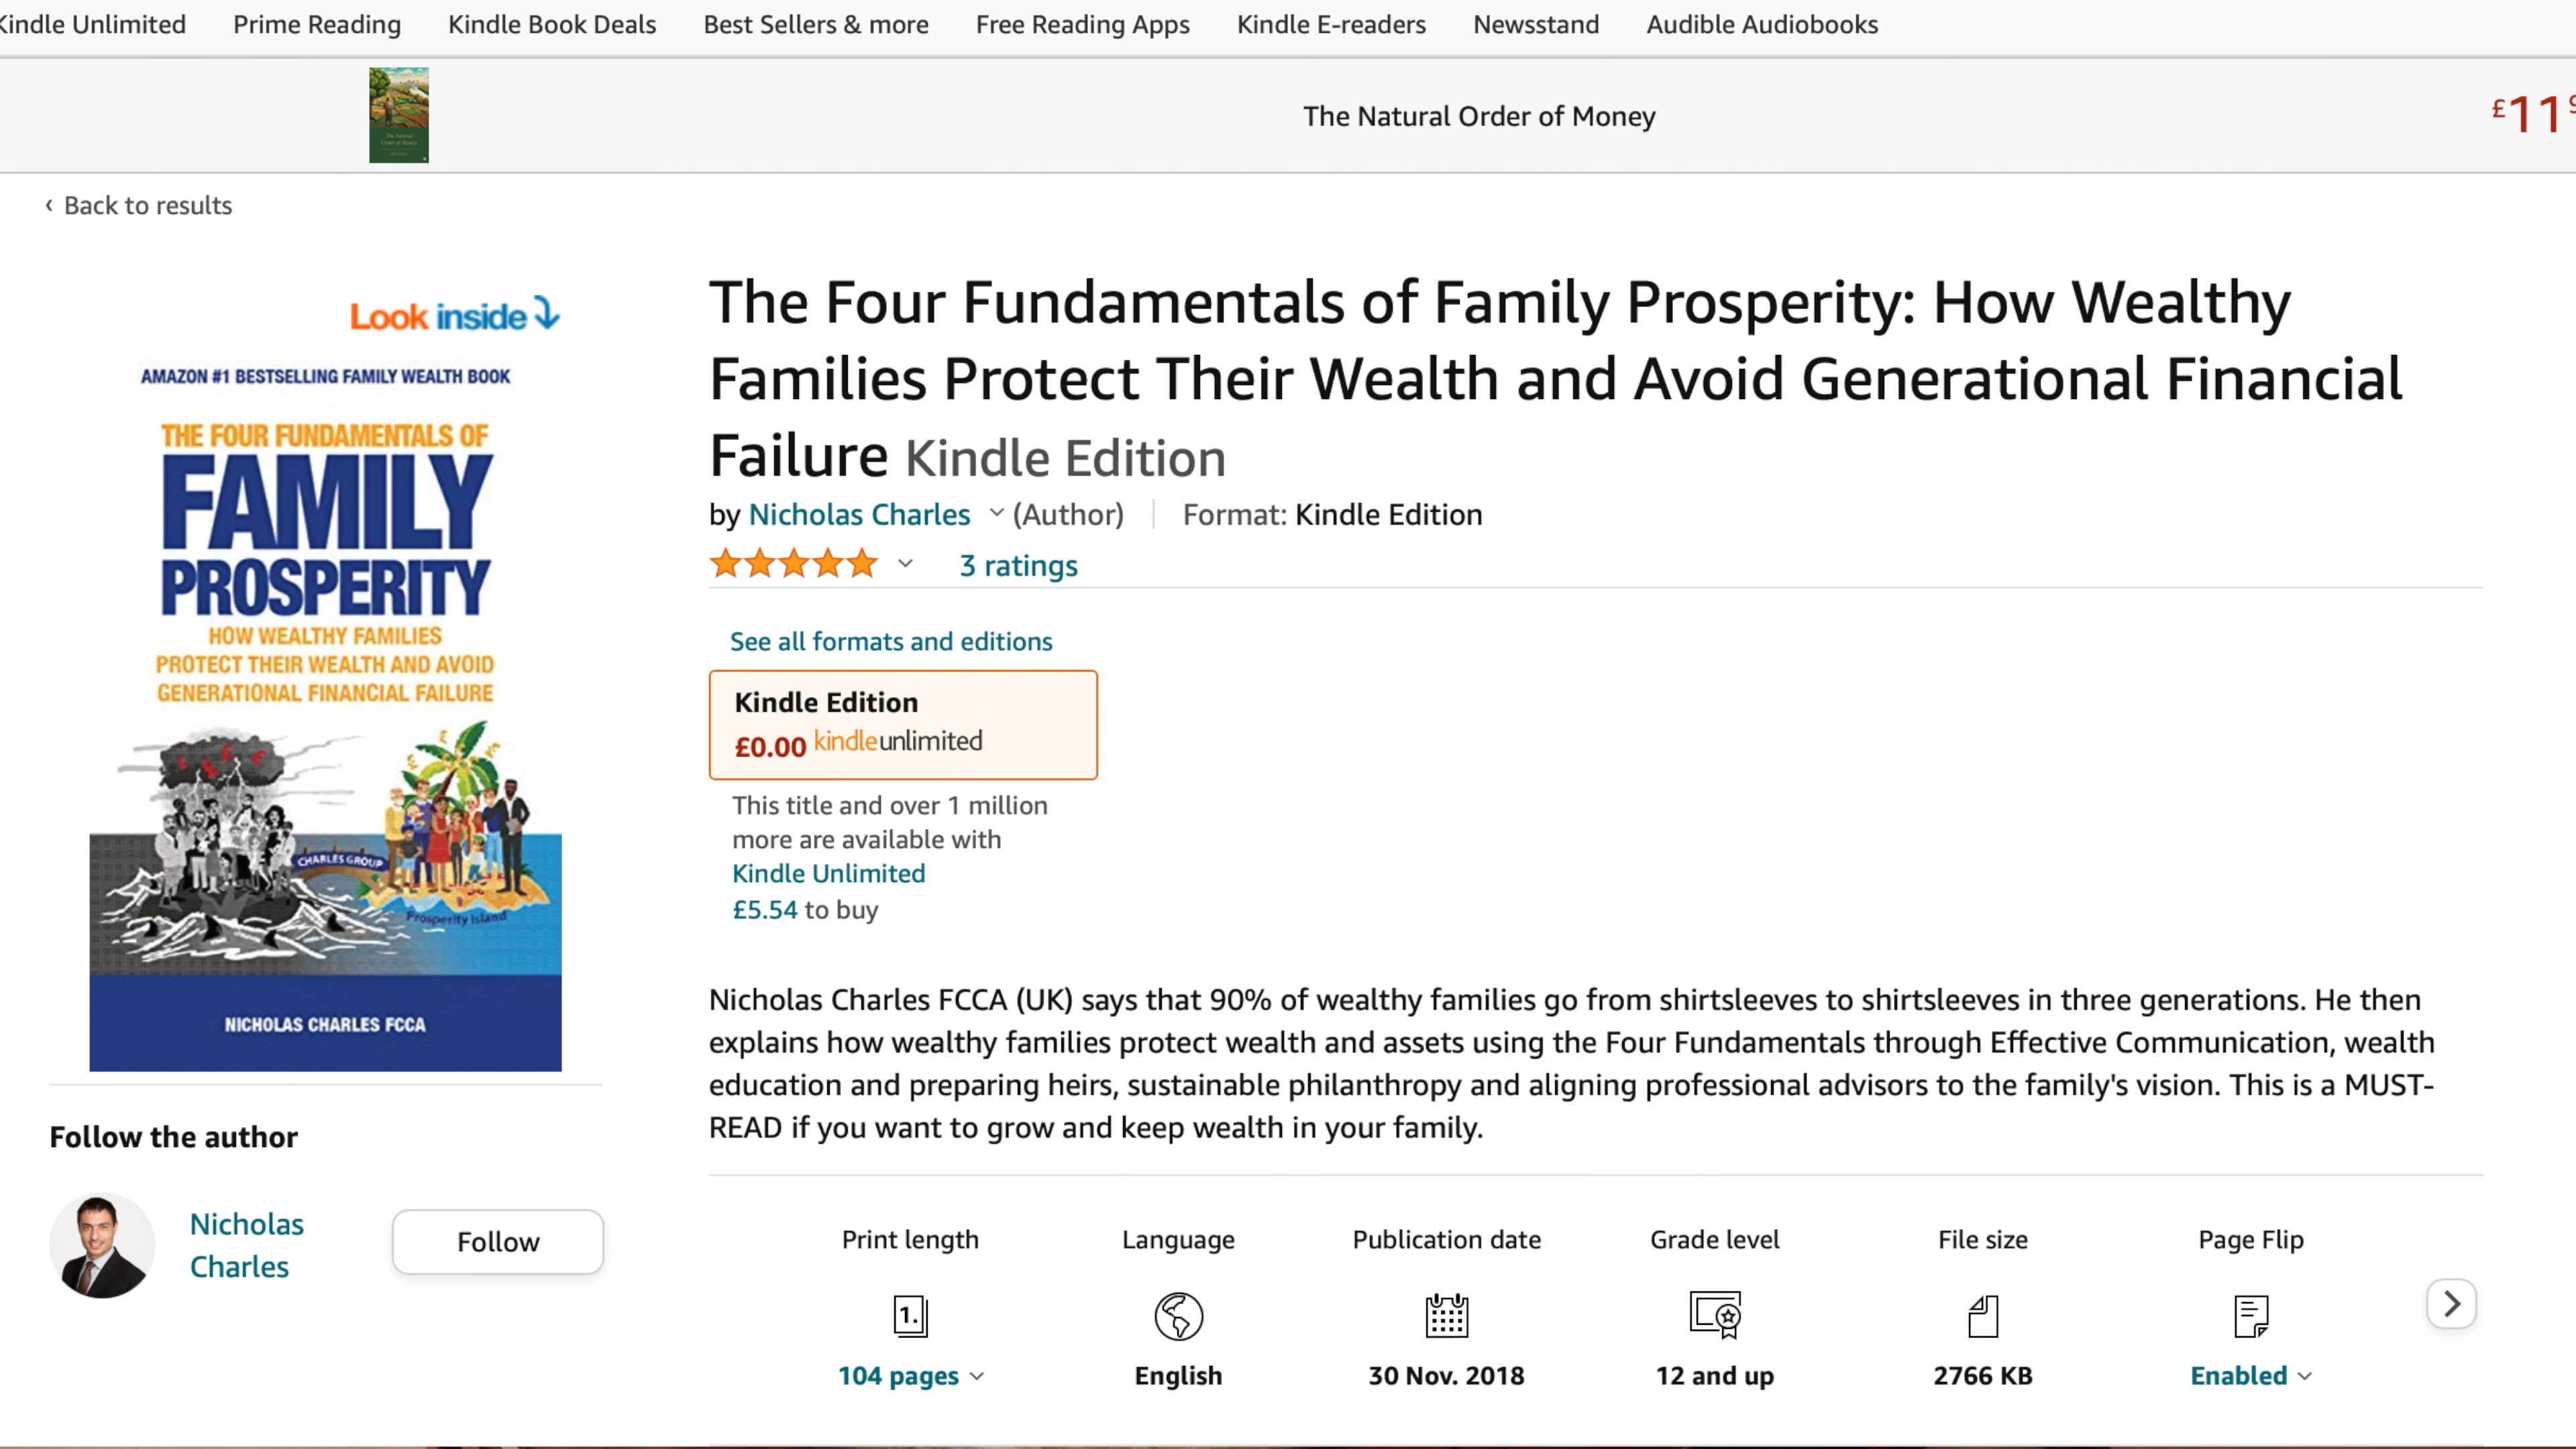 Kindle Unlimited Prime Reading Kindle Book Deals Best Sellers & more Free Reading Apps Kindle E-readers Newsstand Audible Audiobooks
The Natural Order of Money
£11
‹ Back to results
Look inside
AMAZON #1 BESTSELLING FAMILY WEALTH BOOK
THE FOUR FUNDAMENTALS OF
FAMILY
PROSPERITY
HOW WEALTHY FAMILIES
PROTECT THEIR WEALTH AND AVOID
GENERATIONAL FINANCIAL FAILURE
CHARLES GROUP
Prosperity Island
NICHOLAS CHARLES FCCA
Follow the author
Nicholas
Charles
Follow
The Four Fundamentals of Family Prosperity: How Wealthy
Families Protect Their Wealth and Avoid Generational Financial
Failure Kindle Edition
by Nicholas Charles (Author) Format: Kindle Edition
3 ratings
See all formats and editions
Kindle Edition
£0.00 kindleunlimited
This title and over 1 million
more are available with
Kindle Unlimited
£5.54 to buy
Nicholas Charles FCCA (UK) says that 90% of wealthy families go from shirtsleeves to shirtsleeves in three generations. He then
explains how wealthy families protect wealth and assets using the Four Fundamentals through Effective Communication, wealth
education and preparing heirs, sustainable philanthropy and aligning professional advisors to the family's vision. This is a MUST-
READ if you want to grow and keep wealth in your family.
Print length Language Publication date Grade level File size Page Flip
1.
104 pages English 30 Nov. 2018 12 and up 2766 KB Enabled